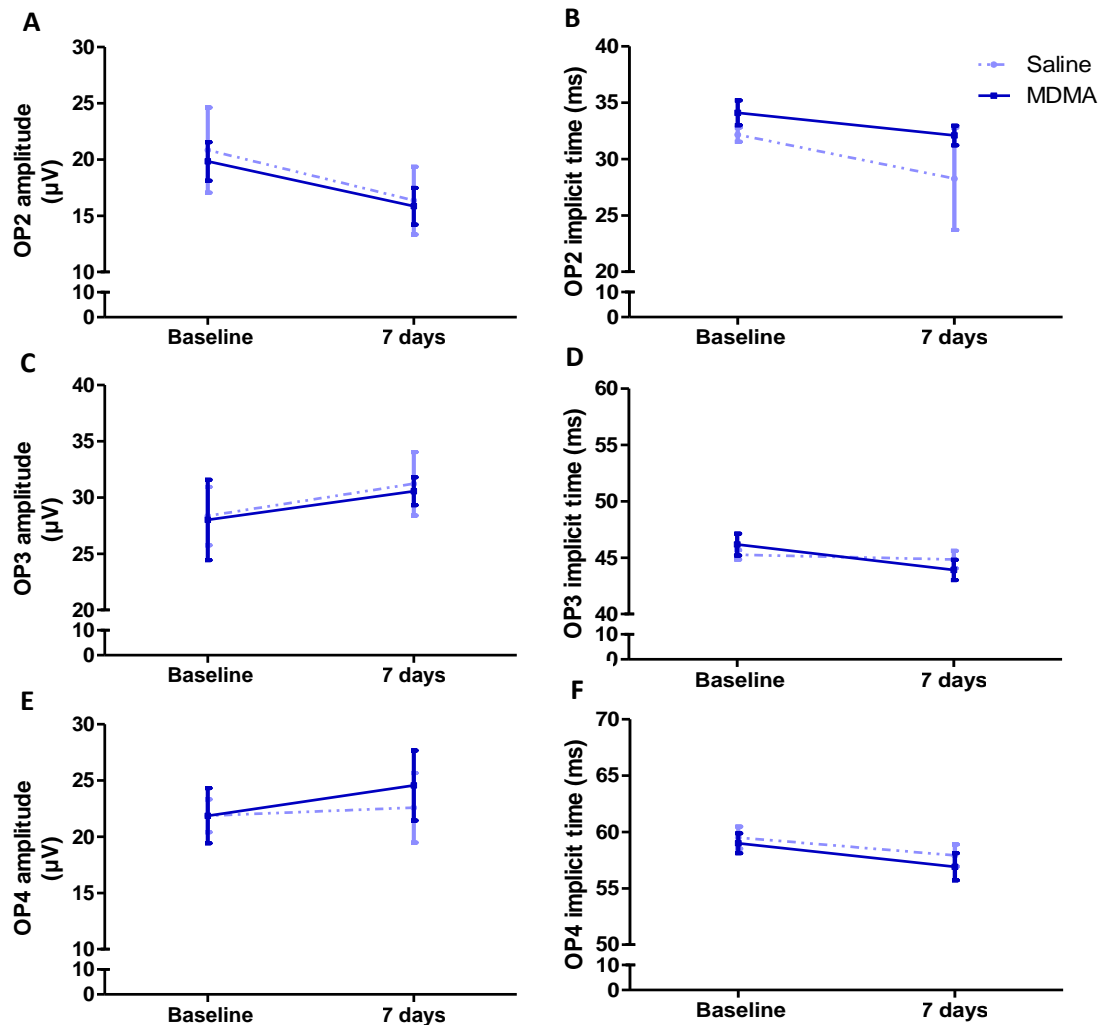 A
OP2 amplitude
(µV)
30
25
20
15
10
10
0
Baseline
7 days
B
OP2 implicit time (ms)
40
35
30
25
20
10
0
Baseline
7 days
Saline
MDMA
C
OP3 amplitude
(µV)
40
35
30
25
20
10
0
Baseline
7 days
D
OP3 implicit time (ms)
60
55
50
45
40
10
0
Baseline
7 days
E
OP4 amplitude
(µV)
30
25
20
15
10
10
0
Baseline
7 days
F
OP4 implicit time (ms)
70
65
60
55
50
10
0
Baseline
7 days